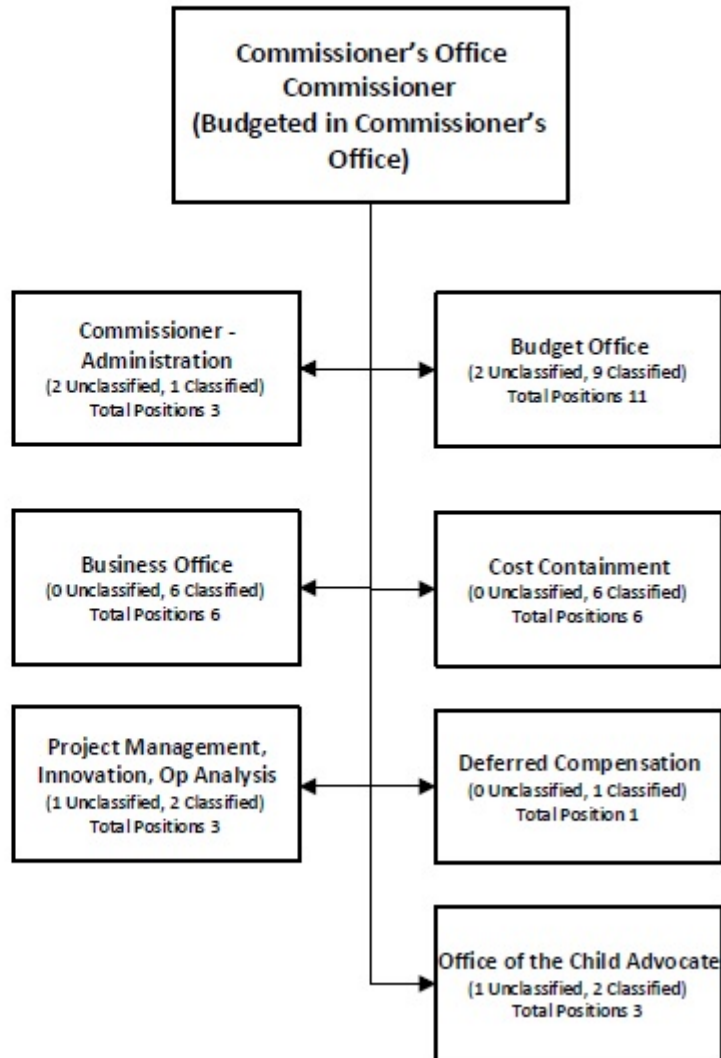 Commissioner's Office
Commissioner
(Budgeted in Commissioner's
Office)
Commissioner -
Administration
(2 Unclassified, 1 Classified)
Total Positions 3
Budget Office
(2 Unclassified, 9 Classified)
Total Positions 11
Business Office
(0 Unclassified, 6 Classified)
Total Positions 6
Cost Containment
(0 Unclassified, 6 Classified)
Total Positions 6
Project Management,
Innovation, Op Analysis
(1 Unclassified, 2 Classified)
Total Positions 3
Deferred Compensation
(0 Unclassified, 1 Classified)
Total Position 1
Office of the Child Advocate
(1 Unclassified, 2 Classified)
Total Positions 3